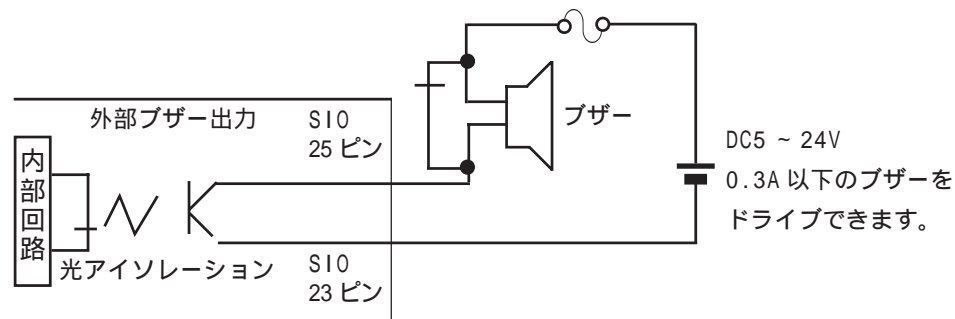 外部ブザー出力
SIO
25 ピン
ブザー
DC5 ~ 24V
0.3A 以下のブザーを
ドライブできます。
内部回路
光アイソレーション
SIO
23 ピン